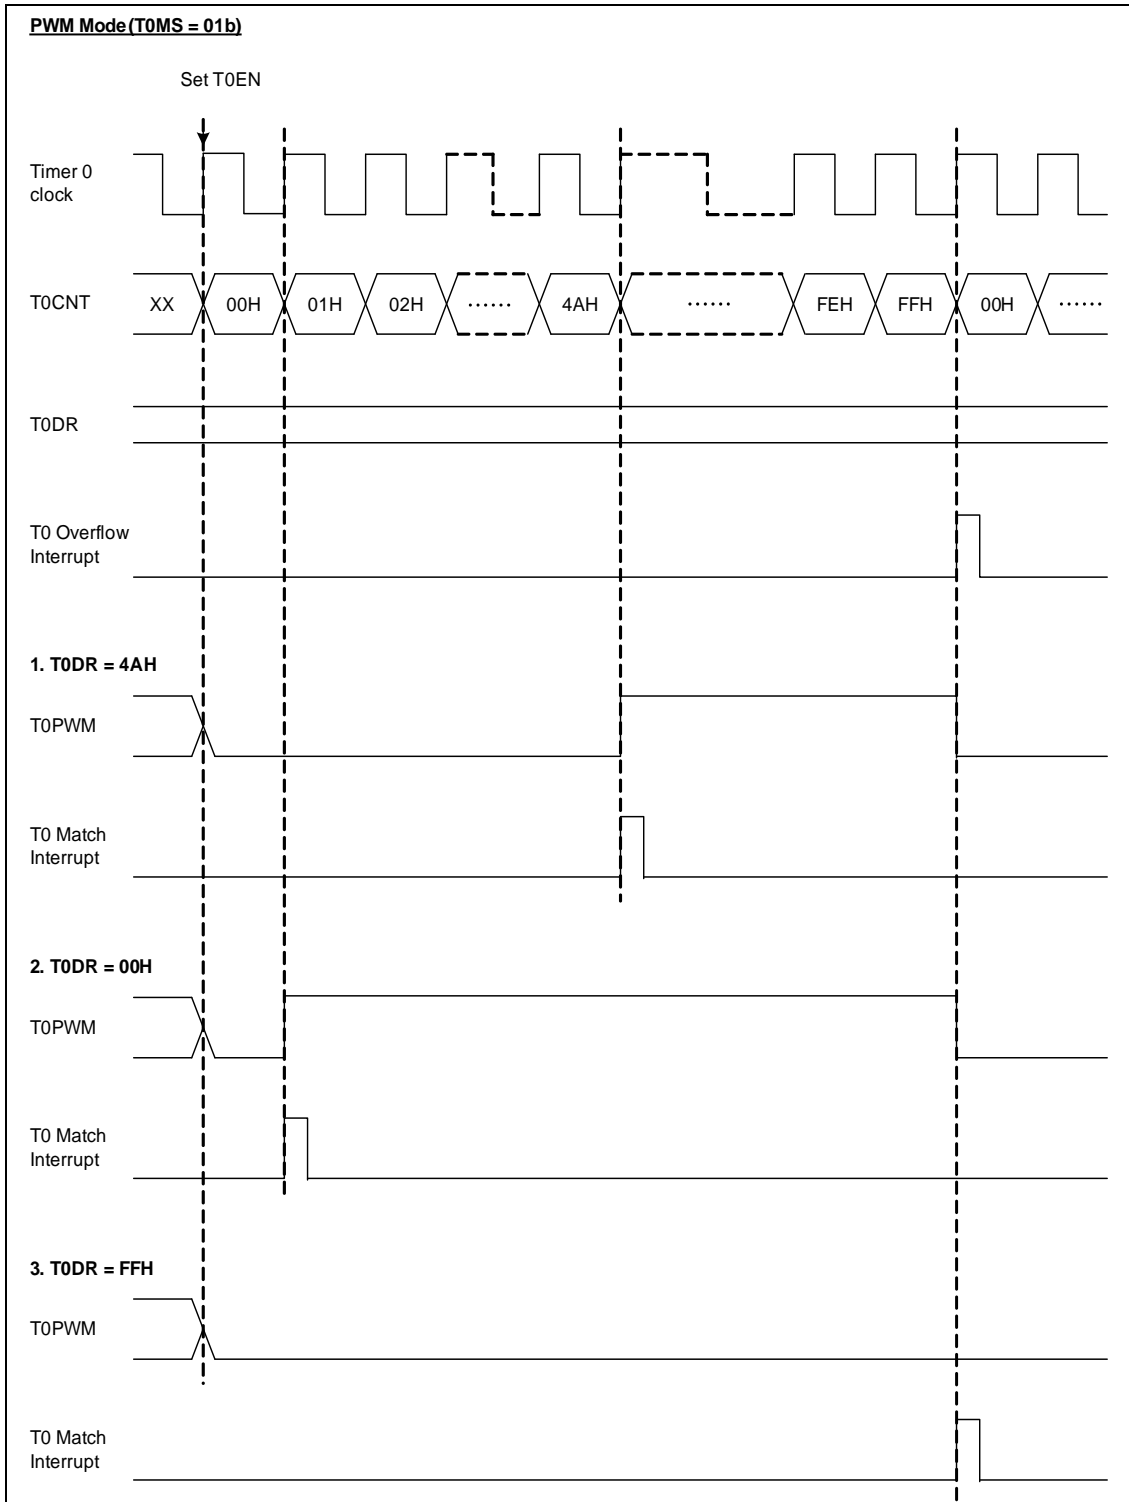 PWM Mode(T0MS = 01b)
Set T0EN
Timer 0
clock
T0CNT XX 00H 01H 02H ⋯⋯ 4AH ⋯⋯ FEH FFH 00H ⋯⋯
T0DR
T0 Overflow
Interrupt
1. T0DR = 4AH
T0PWM
T0 Match
Interrupt
2. T0DR = 00H
T0PWM
T0 Match
Interrupt
3. T0DR = FFH
T0PWM
T0 Match
Interrupt